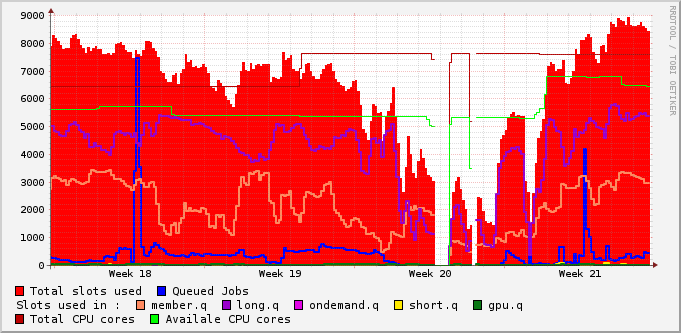 RRDTOOL / TOBI OETIKER
9000
8000
7000
6000
5000
4000
3000
2000
1000
0
Week 18 Week 19 Week 20 Week 21
Total slots used Queued Jobs
Slots used in : member.q long.q ondemand.q short.q gpu.q
Total CPU cores Availale CPU cores